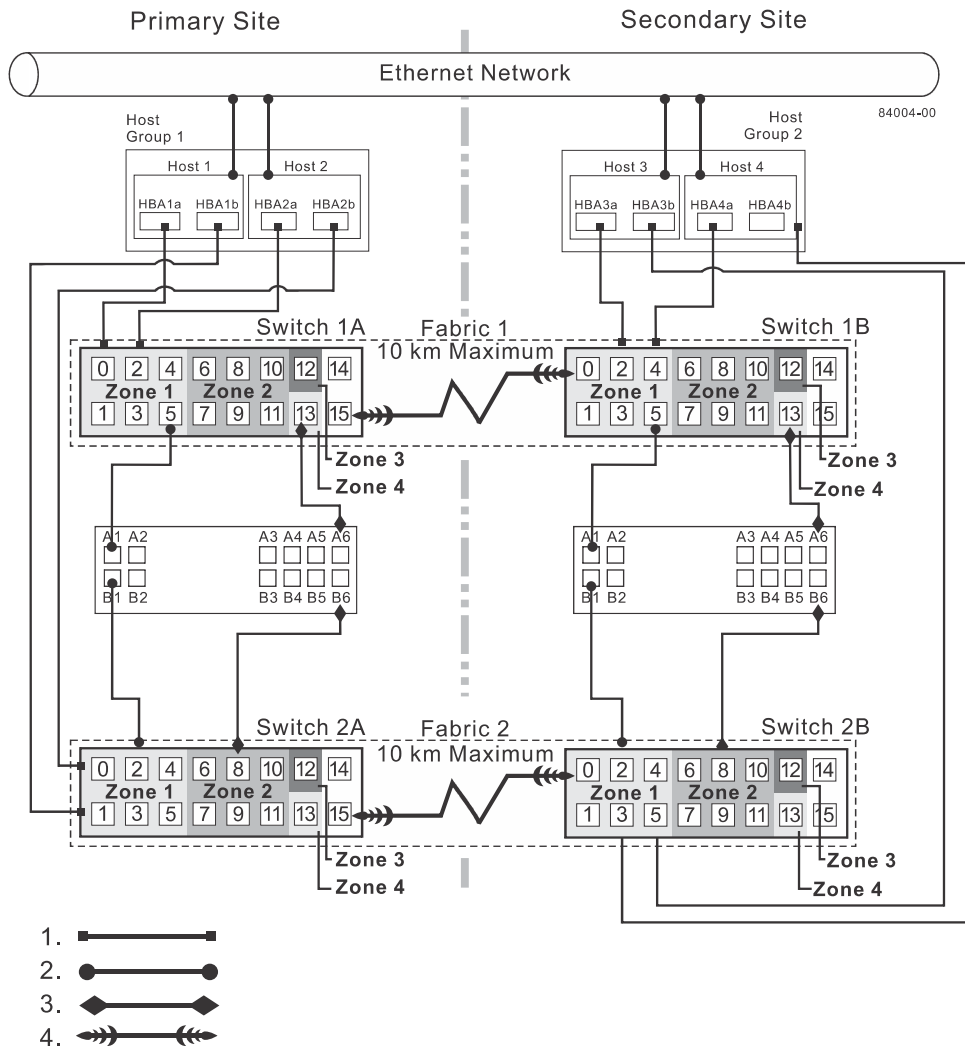 Primary Site
Secondary Site
Ethernet Network
84004-00
Host
Group 1
Host
Group 2
Host 1
Host 2
Host 3
Host 4
HBA1a
HBA1b
HBA2a
HBA2b
HBA3a
HBA3b
HBA4a
HBA4b
Switch 1A
Fabric 1
10 km Maximum
Switch 1B
0 2 4 6 8 10 12 14
Zone 1 Zone 2
1 3 5 7 9 11 13 15
Zone 3
Zone 4
0 2 4 6 8 10 12 14
Zone 1 Zone 2
1 3 5 7 9 11 13 15
Zone 3
Zone 4
A1 A2 A3 A4 A5 A6
B1 B2 B3 B4 B5 B6
A1 A2 A3 A4 A5 A6
B1 B2 B3 B4 B5 B6
Switch 2A
Fabric 2
10 km Maximum
Switch 2B
0 2 4 6 8 10 12 14
Zone 1 Zone 2
1 3 5 7 9 11 13 15
Zone 3
Zone 4
0 2 4 6 8 10 12 14
Zone 1 Zone 2
1 3 5 7 9 11 13 15
Zone 3
Zone 4
1.
2.
3.
4.